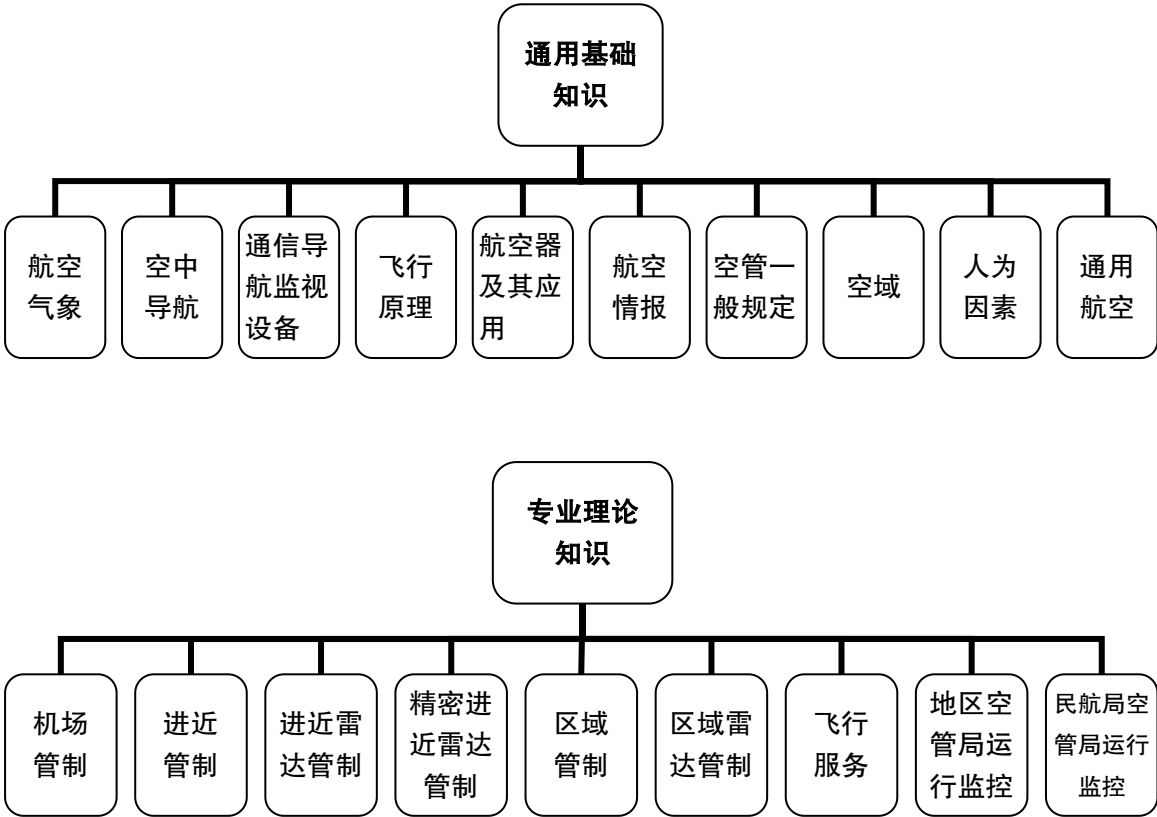 通用基础
知识
航空
气象
空中
导航
通信导
航监视
设备
飞行
原理
航空器
及其应
用
航空
情报
空管一
般规定
空域
人为
因素
通用
航空
专业理论
知识
机场
管制
进近
管制
进近雷
达管制
精密进
近雷达
管制
区域
管制
区域雷
达管制
飞行
服务
地区空
管局运
行监控
民航局空
管局运行
监控